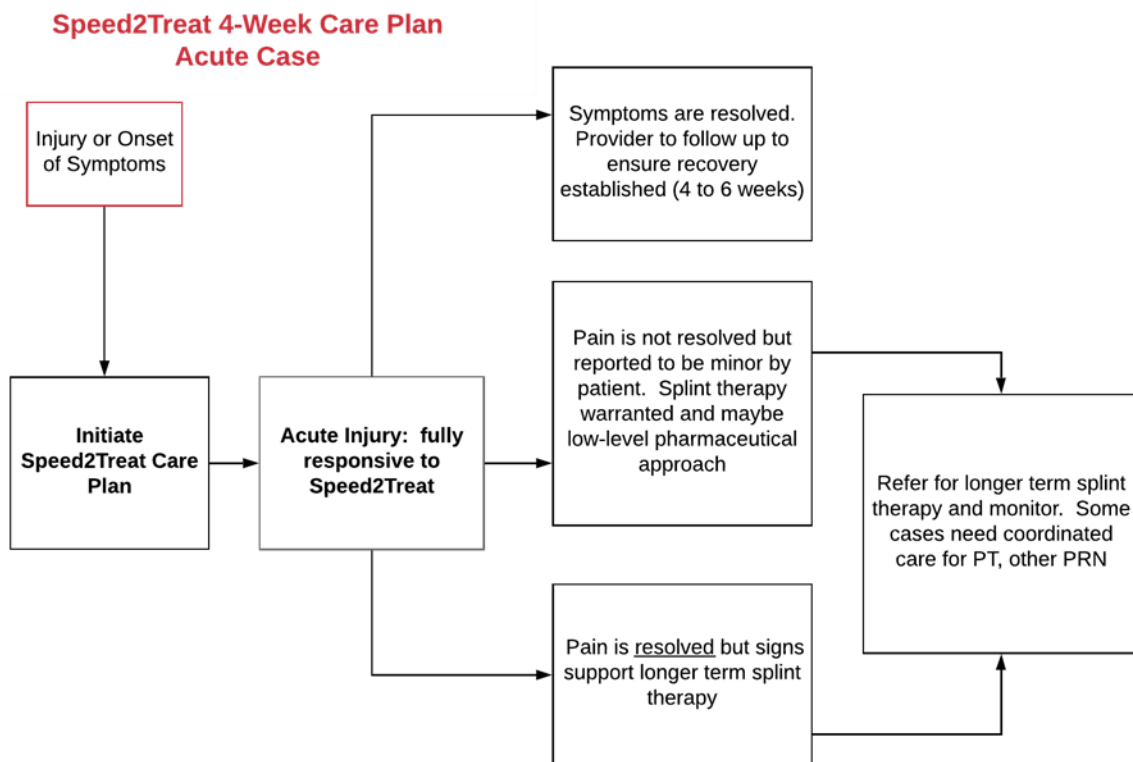 Speed2Treat 4-Week Care Plan
Acute Case
Injury or Onset
of Symptoms
Initiate
Speed2Treat Care
Plan
Acute Injury: fully
responsive to
Speed2Treat
Symptoms are resolved.
Provider to follow up to
ensure recovery
established (4 to 6 weeks)
Pain is not resolved but
reported to be minor by
patient. Splint therapy
warranted and maybe
low-level pharmaceutical
approach
Pain is resolved but signs
support longer term splint
therapy
Refer for longer term splint
therapy and monitor. Some
cases need coordinated
care for PT, other PRN